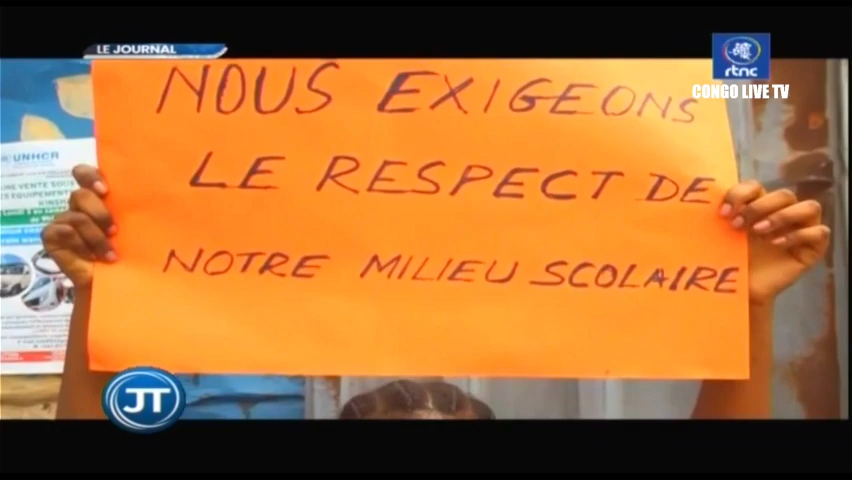 LE JOURNAL
rtnc
CONGO LIVE TV
NOUS EXIGEONS
LE RESPECT DE
NOTRE MILIEU SCOLAIRE
UNHCR
JT